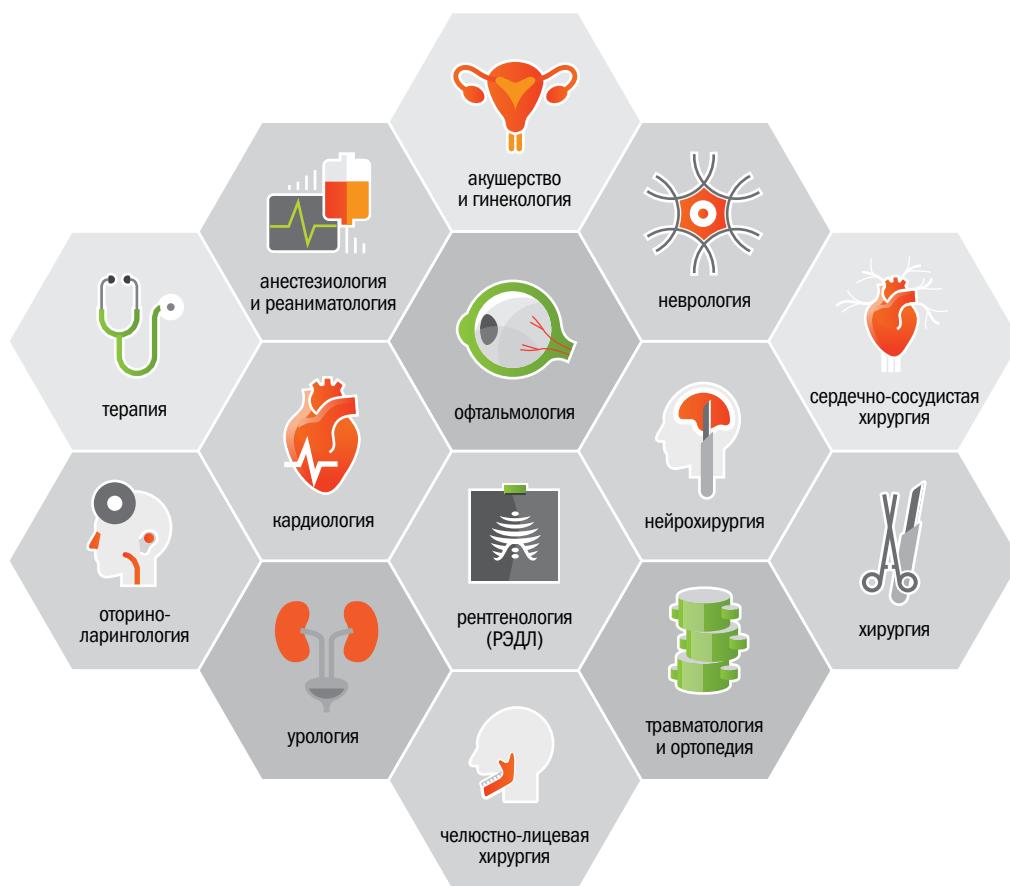 акушерство
и гинекология
анестезиология
и реаниматология
неврология
терапия
офтальмология
сердечно-сосудистая
хирургия
кардиология
нейрохирургия
оторино-
ларингология
рентгенология
(РЭДЛ)
хирургия
урология
травматология
и ортопедия
челюстно-лицевая
хирургия